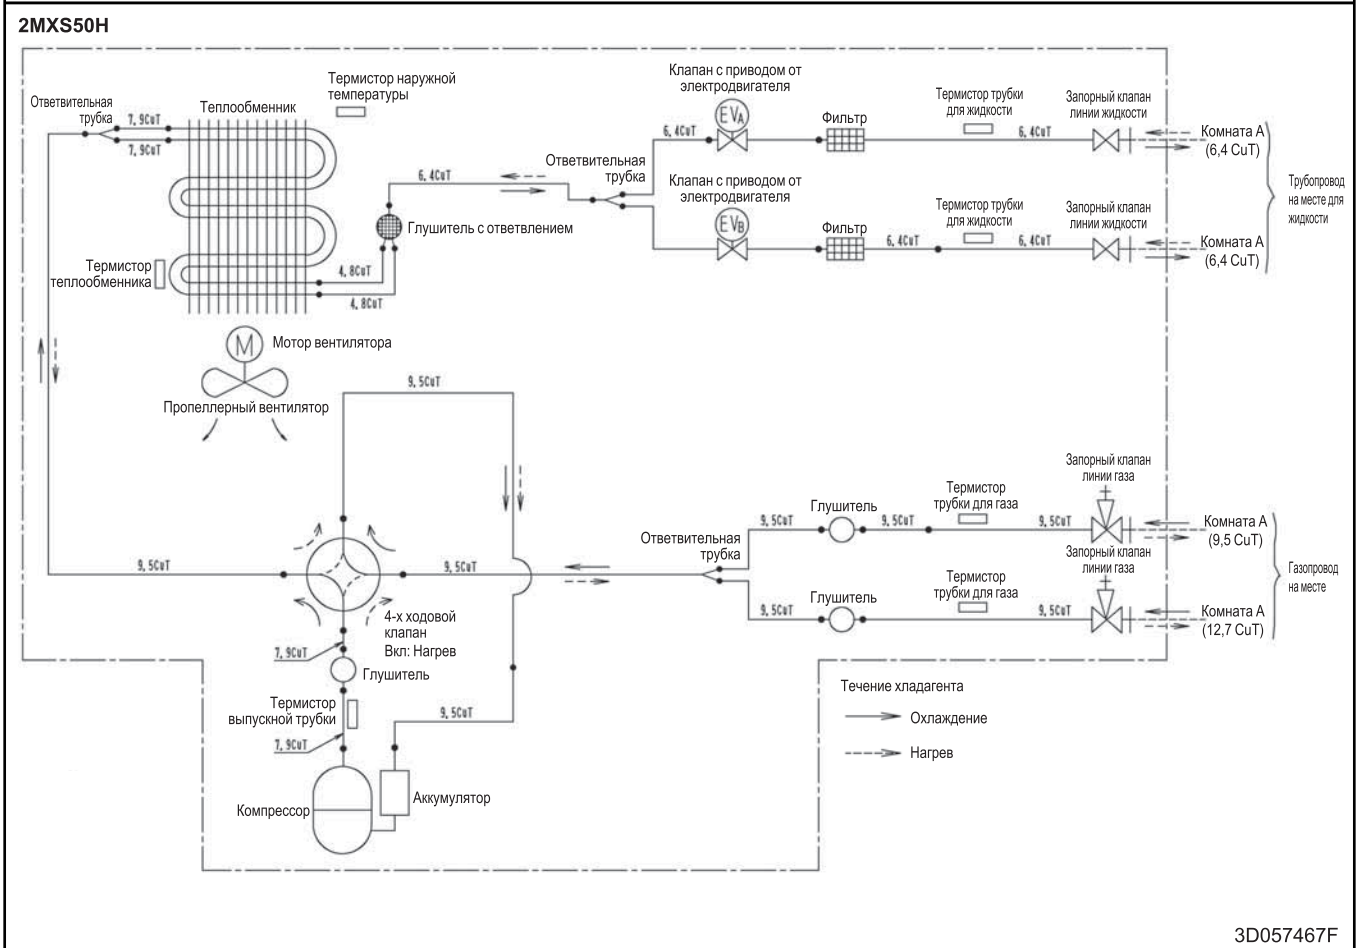 2MXS50H
Ответвительная
трубка
7, 9CuT
7, 9CuT
Теплообменник
Термистор наружной
температуры
Термистор
теплообменника
4, 8CuT
4, 8CuT
Глушитель с ответвлением
6, 4CuT
Ответвительная
трубка
Клапан с приводом от
электродвигателя
EVA
6, 4CuT
Фильтр
Термистор трубки
для жидкости
6, 4CuT
Запорный клапан
линии жидкости
Комната А
(6,4 CuT)
Клапан с приводом от
электродвигателя
EVB
Фильтр
6, 4CuT
Термистор трубки
для жидкости
6, 4CuT
Запорный клапан
линии жидкости
Комната А
(6,4 CuT)
Трубопровод
на месте для
жидкости
M
Мотор вентилятора
Пропеллерный вентилятор
9, 5CuT
9, 5CuT
9, 5CuT
4-х ходовой
клапан
Вкл: Нагрев
7, 9CuT
Глушитель
Термистор
выпускной трубки
7, 9CuT
9, 5CuT
Компрессор
Аккумулятор
Ответвительная
трубка
9, 5CuT
Глушитель
9, 5CuT
Термистор
трубки для газа
9, 5CuT
Запорный клапан
линии газа
Комната А
(9,5 CuT)
9, 5CuT
Глушитель
Термистор
трубки для газа
9, 5CuT
Запорный клапан
линии газа
Комната А
(12,7 CuT)
Газопровод
на месте
Течение хладагента
Охлаждение
Нагрев
3D057467F